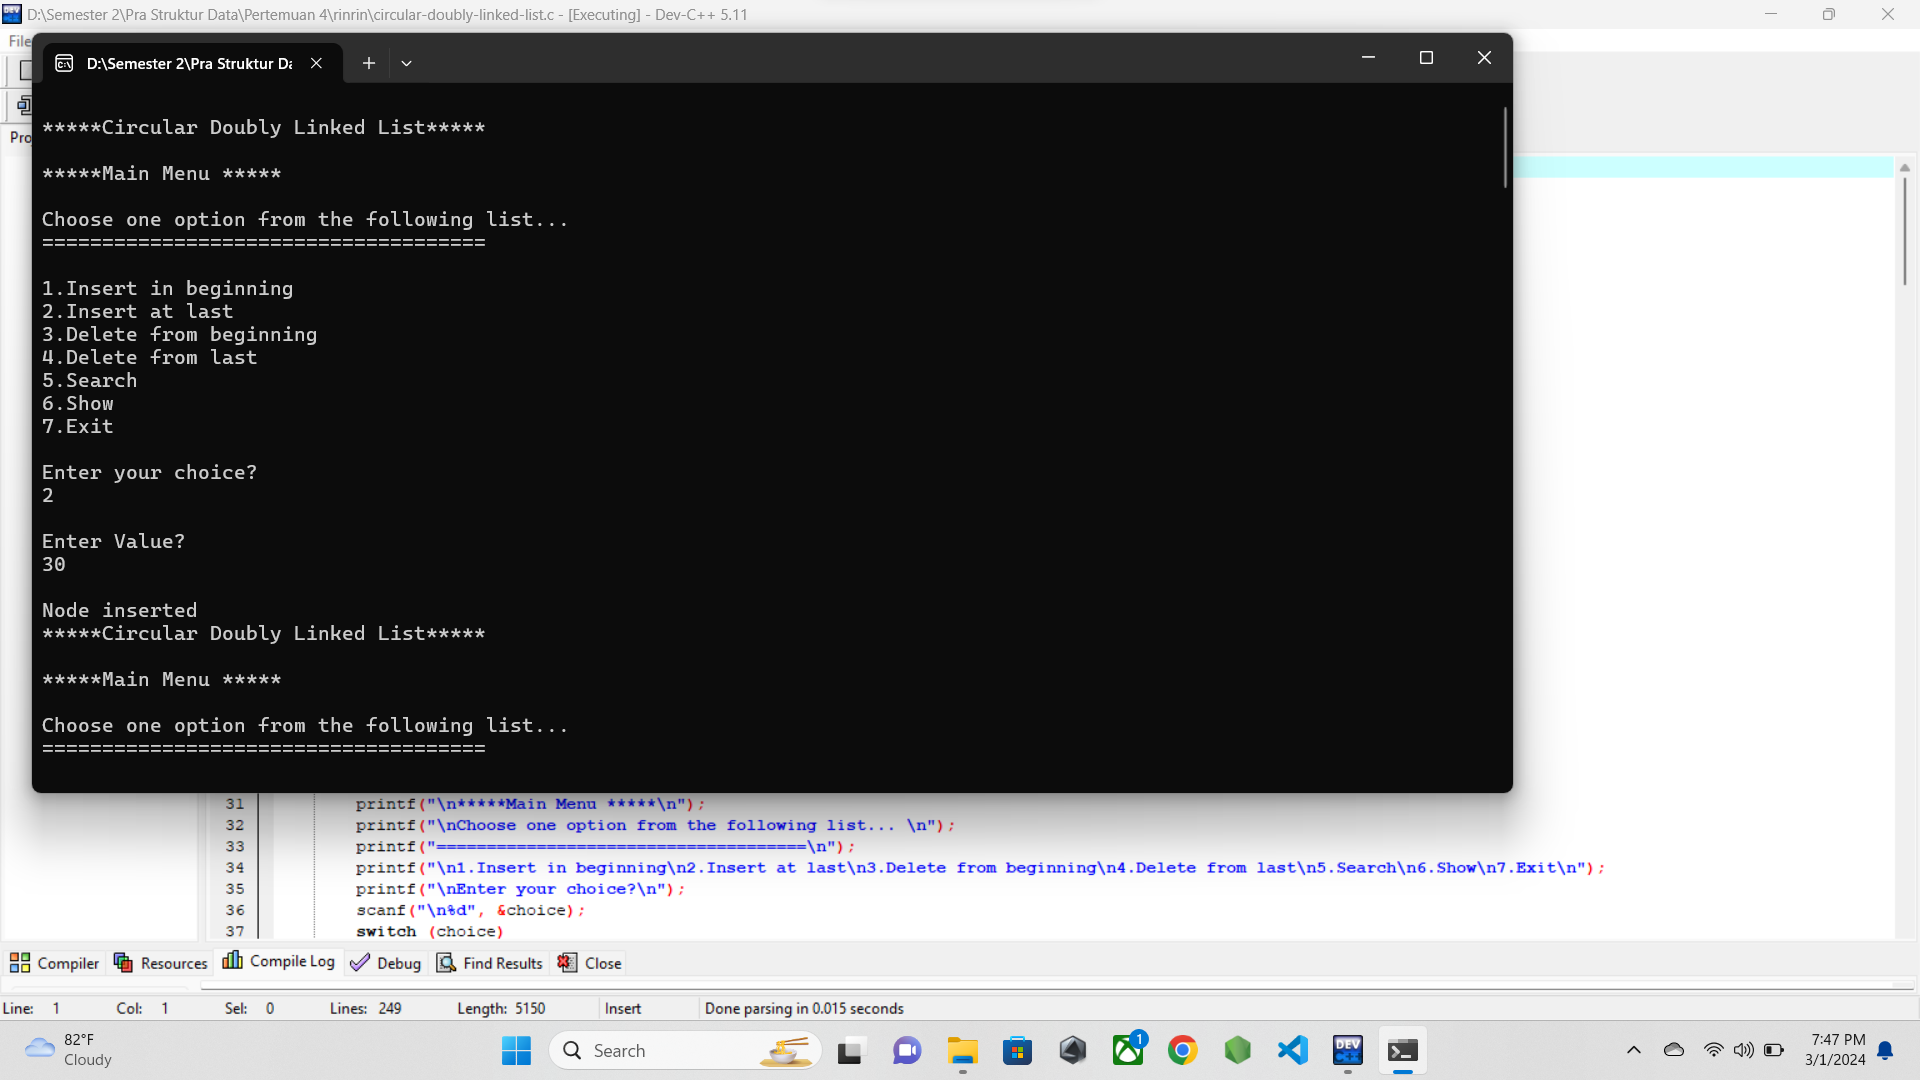 D:\Semester 2\Pra Struktur Data\Pertemuan 4\rinrin\circular-doubly-linked-list.c - [Executing] - Dev-C++ 5.11
File
D:\Semester 2\Pra Struktur Da
*****Circular Doubly Linked List*****
*****Main Menu *****
Choose one option from the following list...
=====================================
1.Insert in beginning
2.Insert at last
3.Delete from beginning
4.Delete from last
5.Search
6.Show
7.Exit
Enter your choice?
2
Enter Value?
30
Node inserted
*****Circular Doubly Linked List*****
*****Main Menu *****
Choose one option from the following list...
=====================================
31 printf("\n*****Main Menu *****\n");
32 printf("\nChoose one option from the following list... \n");
33 printf("=====================================\n");
34 printf("\n1.Insert in beginning\n2.Insert at last\n3.Delete from beginning\n4.Delete from last\n5.Search\n6.Show\n7.Exit\n");
35 printf("\nEnter your choice?\n");
36 scanf("\n%d", &choice);
37 switch (choice)
Compiler Resources Compile Log Debug Find Results Close
Line: 1 Col: 1 Sel: 0 Lines: 249 Length: 5150 Insert Done parsing in 0.015 seconds
82°F
Cloudy
Search
DEV
C++
1
7:47 PM
3/1/2024